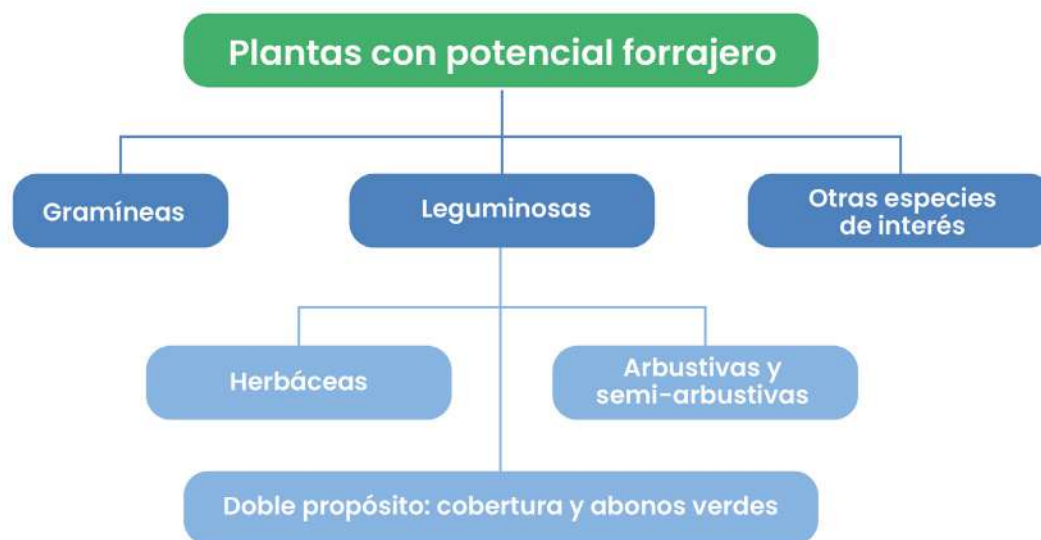 Plantas con potencial forrajero
Gramíneas
Leguminosas
Otras especies
de interés
Herbáceas
Arbustivas y
semi-arbustivas
Doble propósito: cobertura y abonos verdes